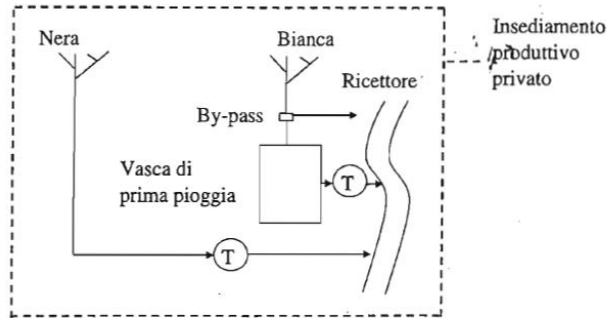 Nera
Bianca
Insediamento
produttivo
privato
Ricettore
By-pass
Vasca di
prima pioggia
T
T